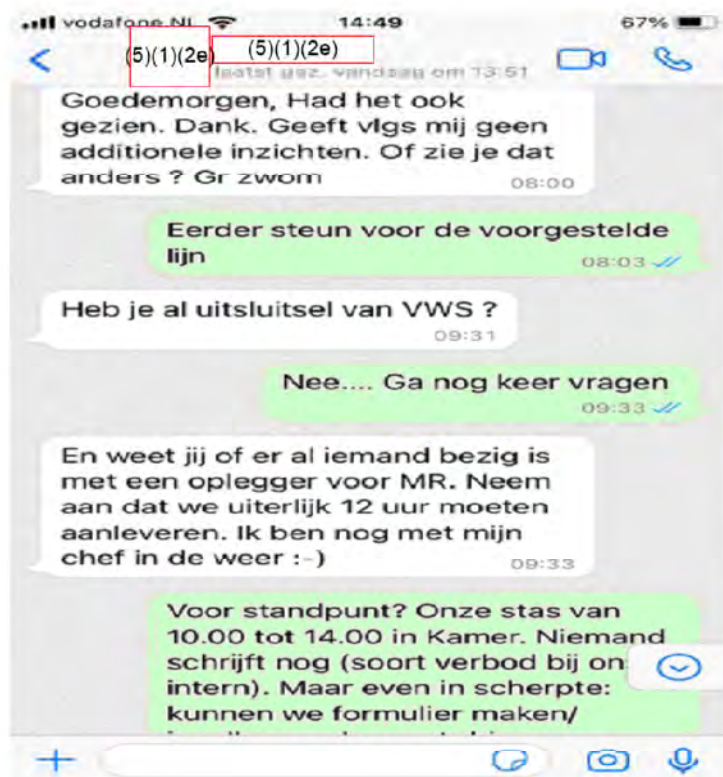 vodafone NL 14:49 67%
(5)(1)(2e) (5)(1)(2e)
laatst gez. vandaag om 13:51
Goedemorgen, Had het ook
gezien. Dank. Geeft vlgs mij geen
additionele inzichten. Of zie je dat
anders ? Gr zwom
08:00
Eerder steun voor de voorgestelde
lijn
08:03
Heb je al uitsluitsel van VWS ?
09:31
Nee.... Ga nog keer vragen
09:33
En weet jij of er al iemand bezig is
met een oplegger voor MR. Neem
aan dat we uiterlijk 12 uur moeten
aanleveren. Ik ben nog met mijn
chef in de weer :-)
09:33
Voor standpunt? Onze stas van
10.00 tot 14.00 in Kamer. Niemand
schrijft nog (soort verbod bij on
intern). Maar even in scherpte:
kunnen we formulier maken/